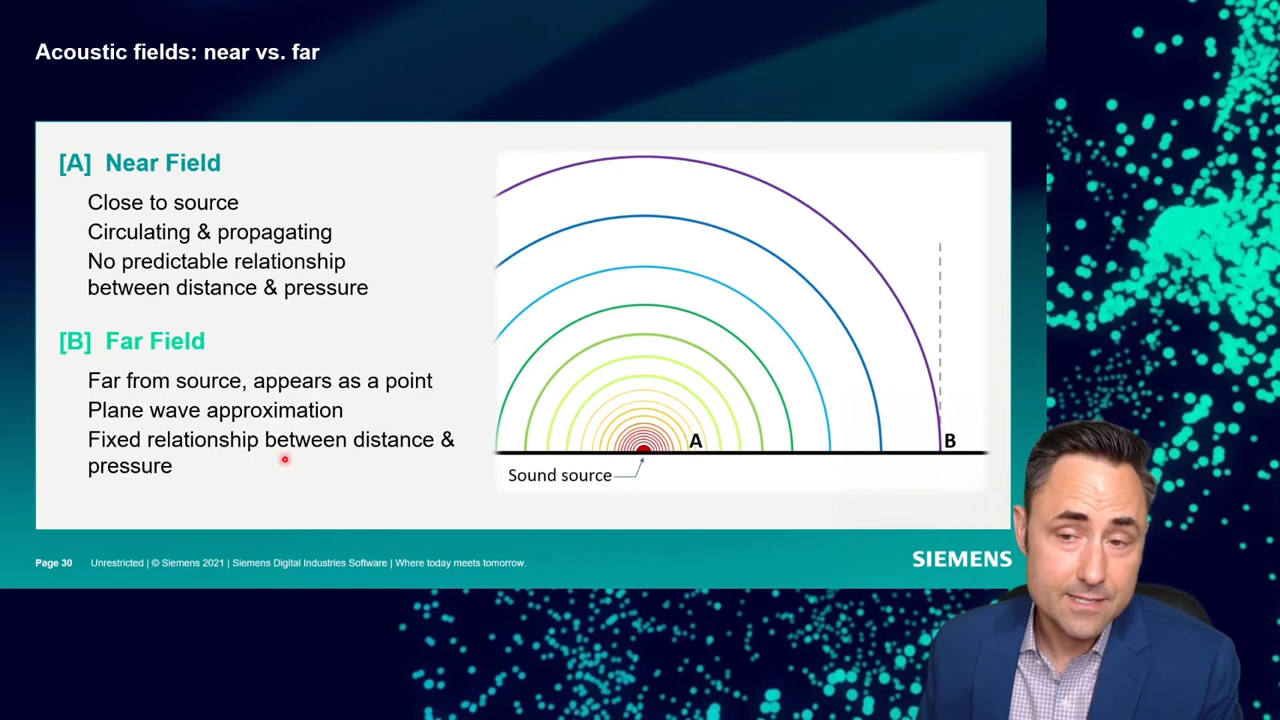 Acoustic fields: near vs. far
[A] Near Field
Close to source
Circulating & propagating
No predictable relationship
between distance & pressure
[B] Far Field
Far from source, appears as a point
Plane wave approximation
Fixed relationship between distance &
pressure
A
B
Sound source
Page 30 Unrestricted | © Siemens 2021 | Siemens Digital Industries Software | Where today meets tomorrow.
SIEMENS